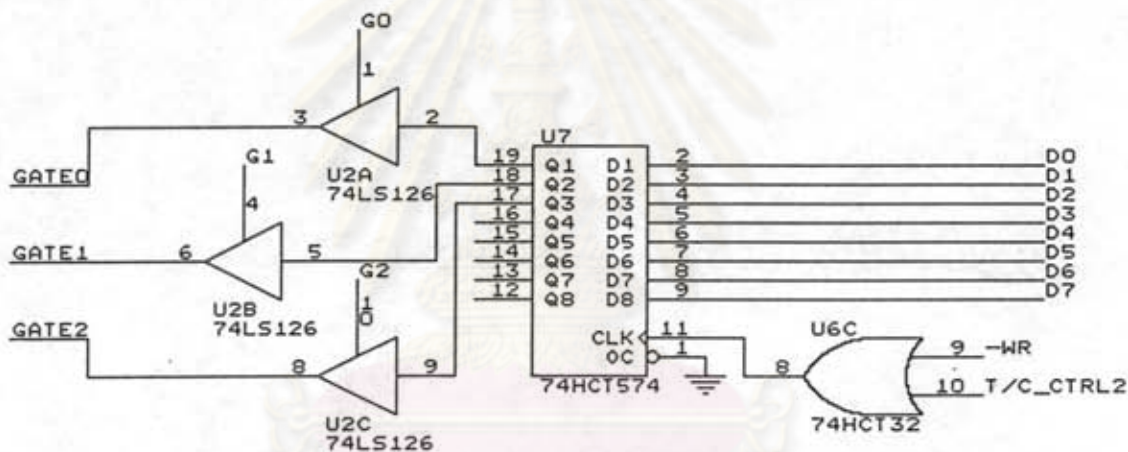 G0
1
3
2
U2A
74LS126
GATE0
G1
4
6
5
U2B
74LS126
GATE1
G2
10
8
9
U2C
74LS126
GATE2
U7
19 Q1 D1 2 D0
18 Q2 D2 3 D1
17 Q3 D3 4 D2
16 Q4 D4 5 D3
15 Q5 D5 6 D4
14 Q6 D6 7 D5
13 Q7 D7 8 D6
12 Q8 D8 9 D7
CLK 11
OC 1
74HCT574
U6C
8
9 -WR
10 T/C_CTRL2
74HCT32